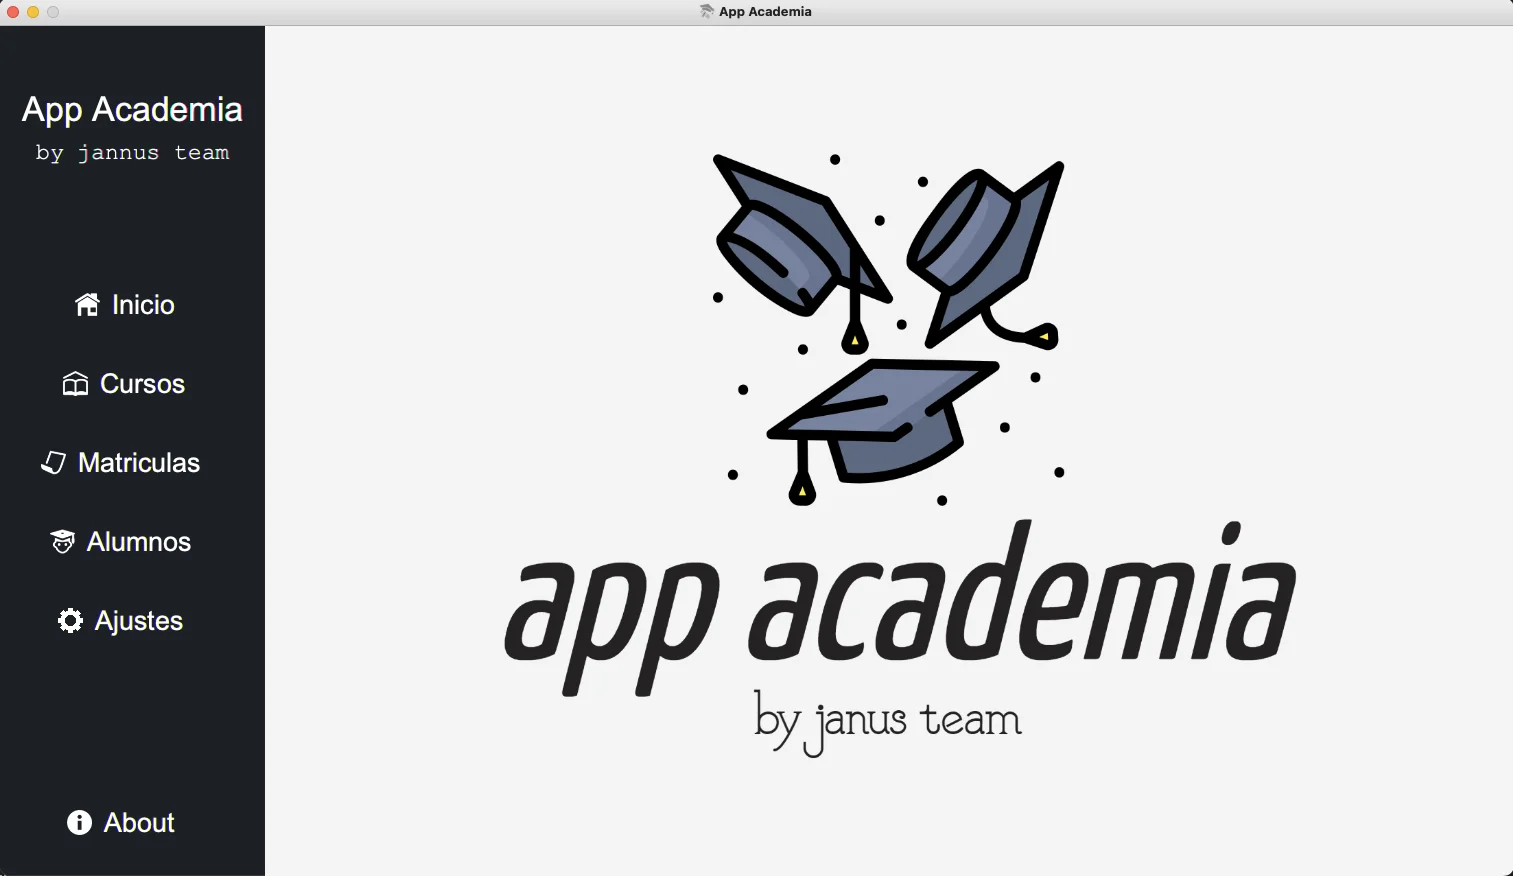 App Academia
App Academia
by jannus team
Inicio
Cursos
Matriculas
Alumnos
Ajustes
About
app academia
by janus team